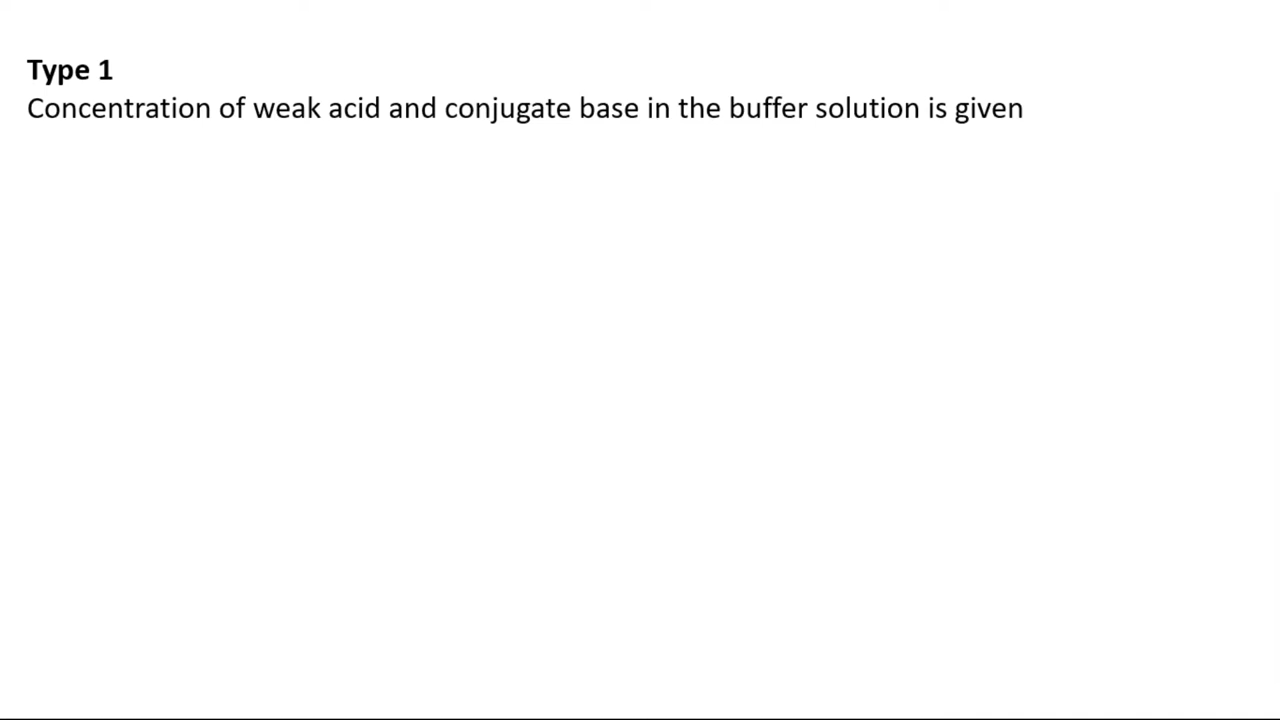 Type 1
Concentration of weak acid and conjugate base in the buffer solution is given